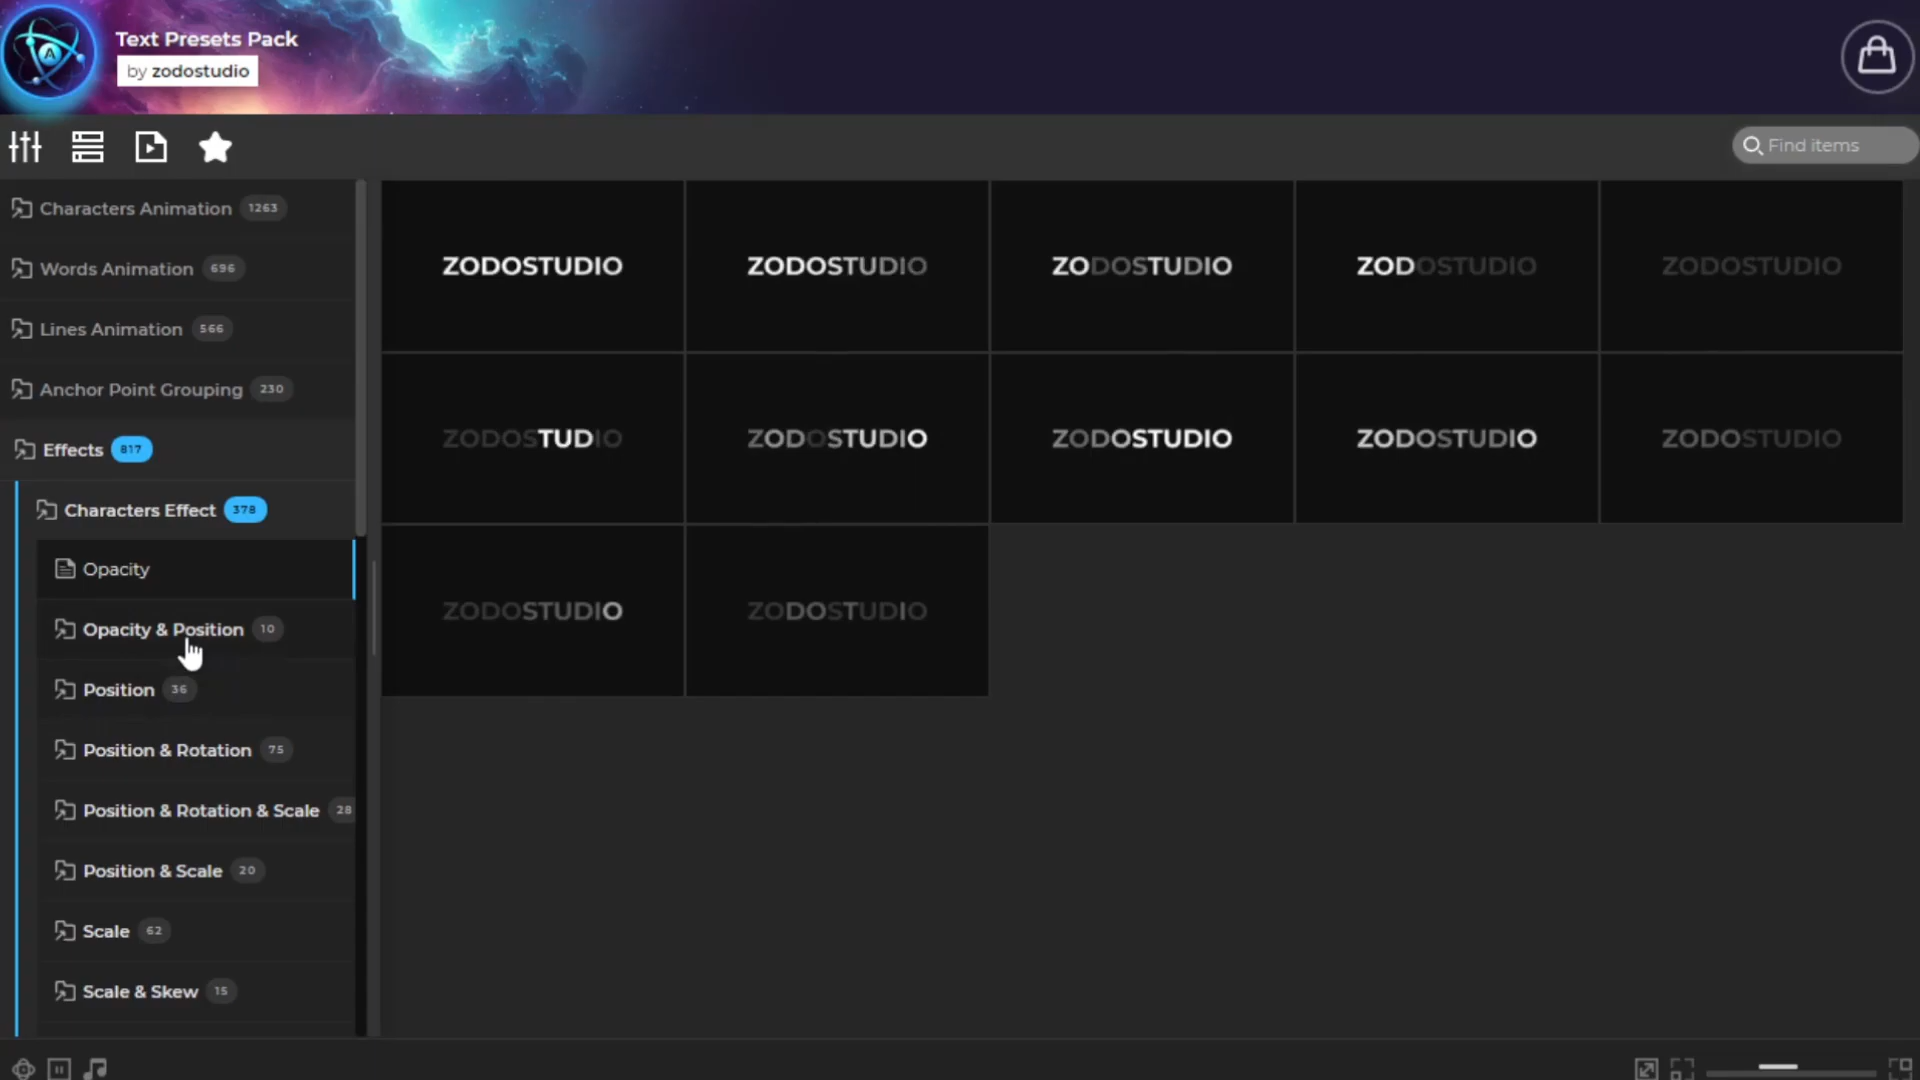 Text Presets Pack
by zodostudio
A
Find items
Characters Animation 1263
Words Animation 696
Lines Animation 566
Anchor Point Grouping 230
Effects 817
Characters Effect 378
Opacity
Opacity & Position 10
Position 36
Position & Rotation 75
Position & Rotation & Scale 28
Position & Scale 20
Scale 62
Scale & Skew 15
ZODOSTUDIO ZODOSTUDIO ZODOSTUDIO ZODOSTUDIO ZODOSTUDIO
ZODOSTUDIO ZODOSTUDIO ZODOSTUDIO ZODOSTUDIO ZODOSTUDIO
ZODOSTUDIO ZODOSTUDIO